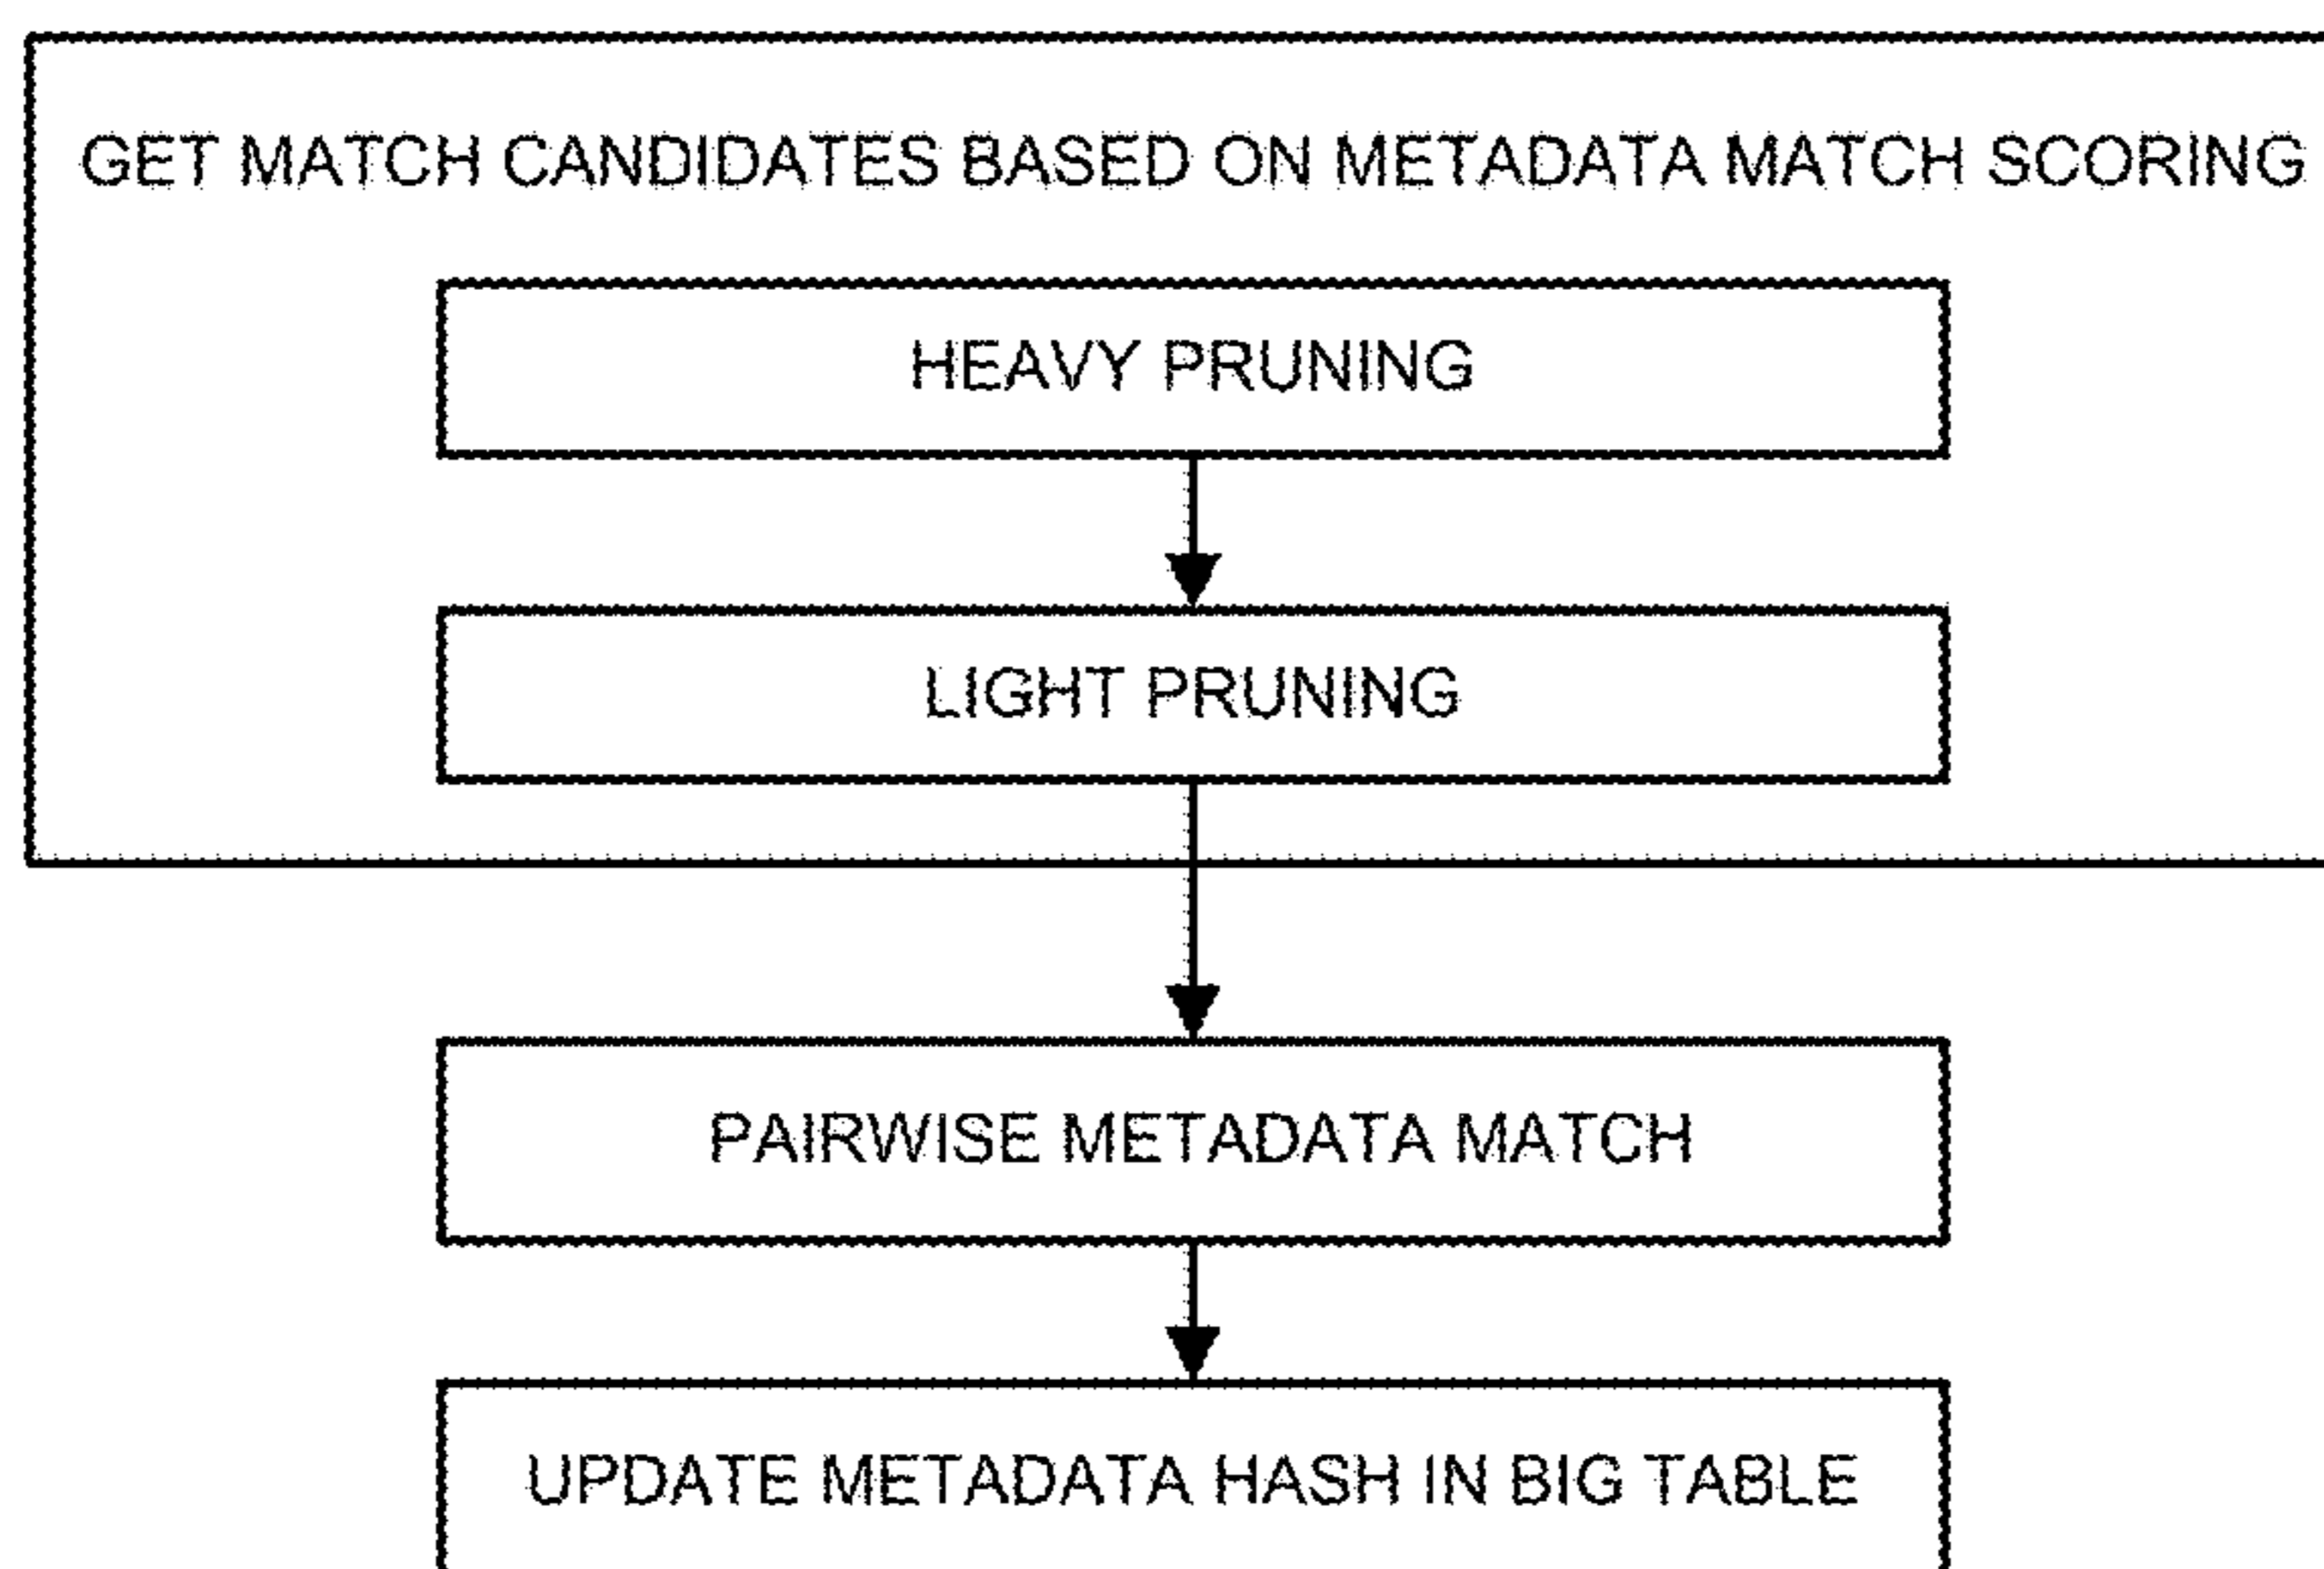 GET MATCH CANDIDATES BASED ON METADATA MATCH SCORING
HEAVY PRUNING
LIGHT PRUNING
PAIRWISE METADATA MATCH
UPDATE METADATA HASH IN BIG TABLE